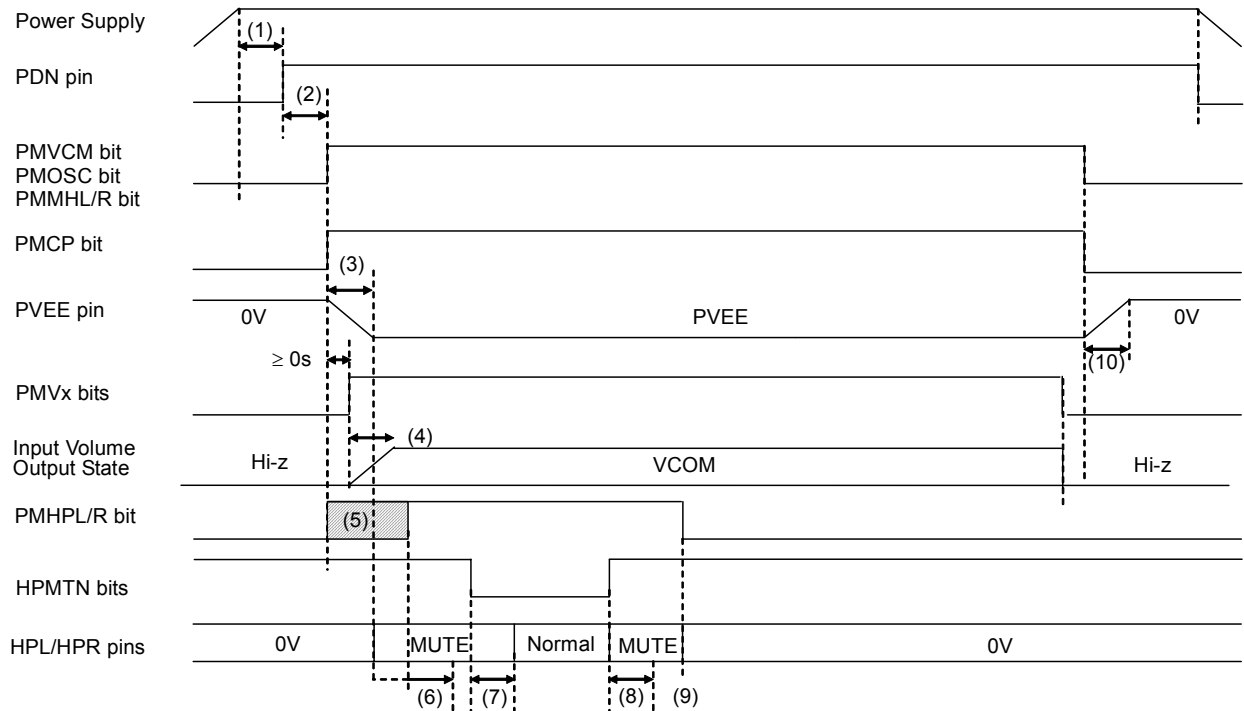 Power Supply
(1)
PDN pin
(2)
PMVCM bit
PMOSC bit
PMMHL/R bit
PMCP bit
(3)
PVEE pin
0V
PVEE
0V
≥ 0s
(10)
PMVx bits
(4)
Input Volume
Output State
Hi-z
VCOM
Hi-z
PMHPL/R bit
(5)
HPMTN bits
HPL/HPR pins
0V
MUTE
Normal
MUTE
0V
(6)
(7)
(8)
(9)